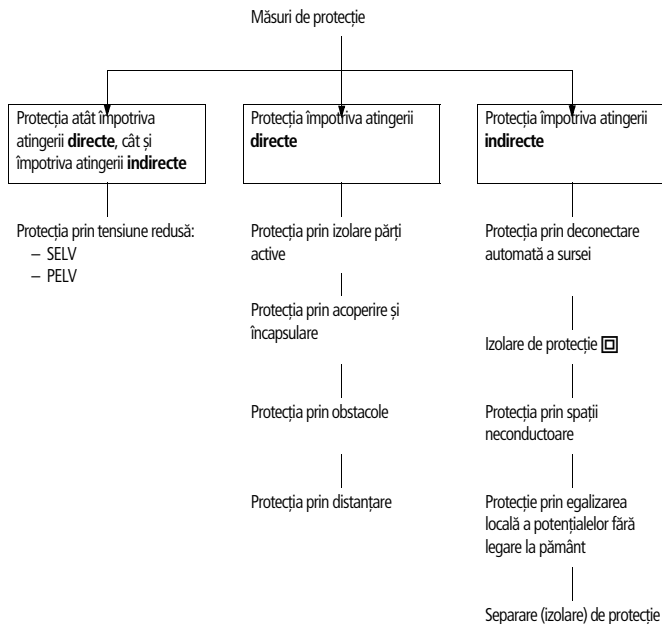 Măsuri de protecție
Protecția atât împotriva
atingerii directe, cât și
împotriva atingerii indirecte
Protecția prin tensiune redusă:
– SELV
– PELV
Protecția împotriva atingerii
directe
Protecția prin izolare părți
active
Protecția prin acoperire și
încapsulare
Protecția prin obstacole
Protecția prin distanțare
Protecția împotriva atingerii
indirecte
Protecția prin deconectare
automată a sursei
Izolare de protecție
Protecția prin spații
neconductoare
Protecție prin egalizarea
locală a potențialelor fără
legare la pământ
Separare (izolare) de protecție